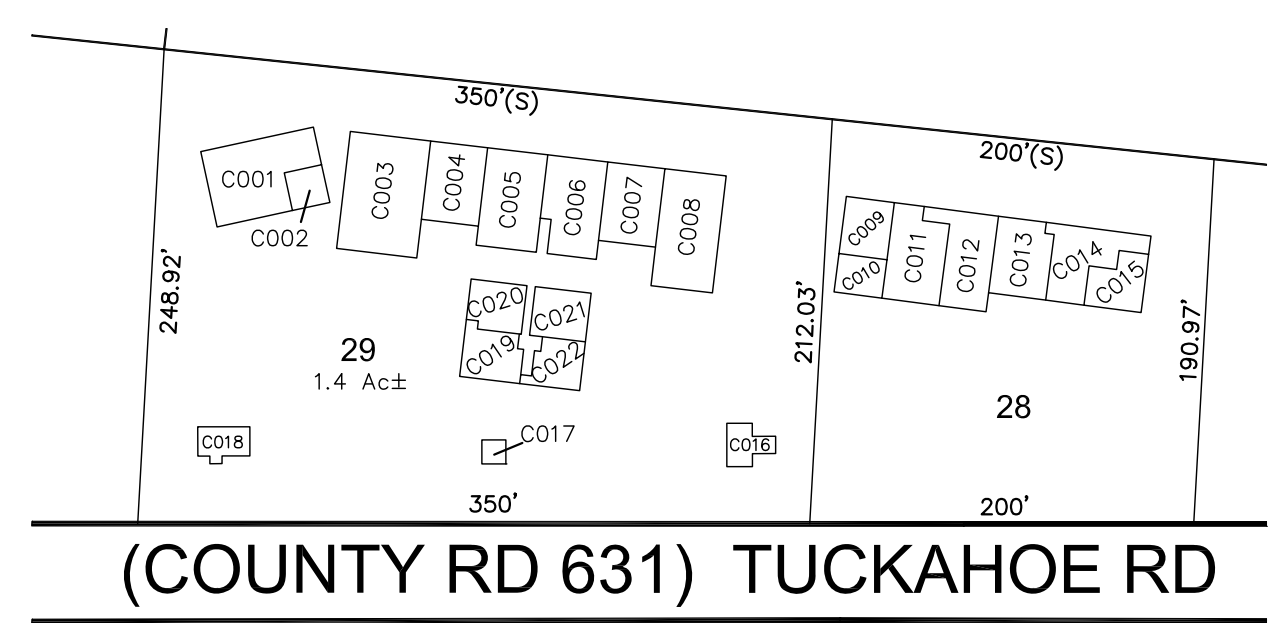 350'(S)
200'(S)
C001
C002
C003
C004
C005
C006
C007
C008
C009
C010
C011
C012
C013
C014
C015
248.92'
212.03'
190.97'
C020
C021
C019
C022
29
1.4 Ac±
28
C018
C017
C016
350'
200'
(COUNTY RD 631) TUCKAHOE RD